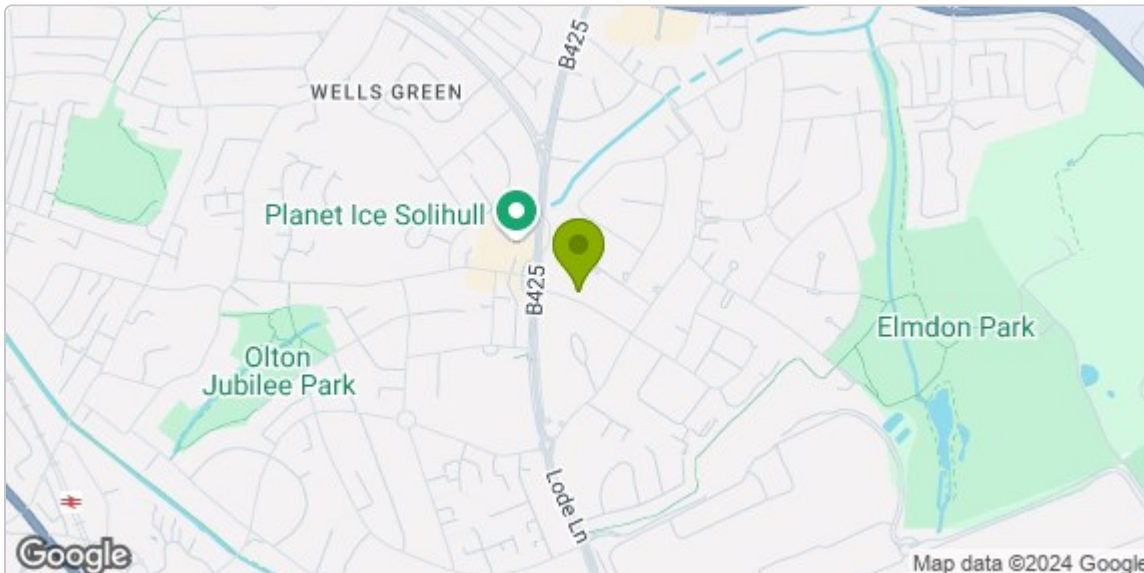 B425
WELLS GREEN
Planet Ice Solihull
B425
Elmdon Park
Olton
Jubilee Park
Lode Ln
Google
Map data ©2024 Google